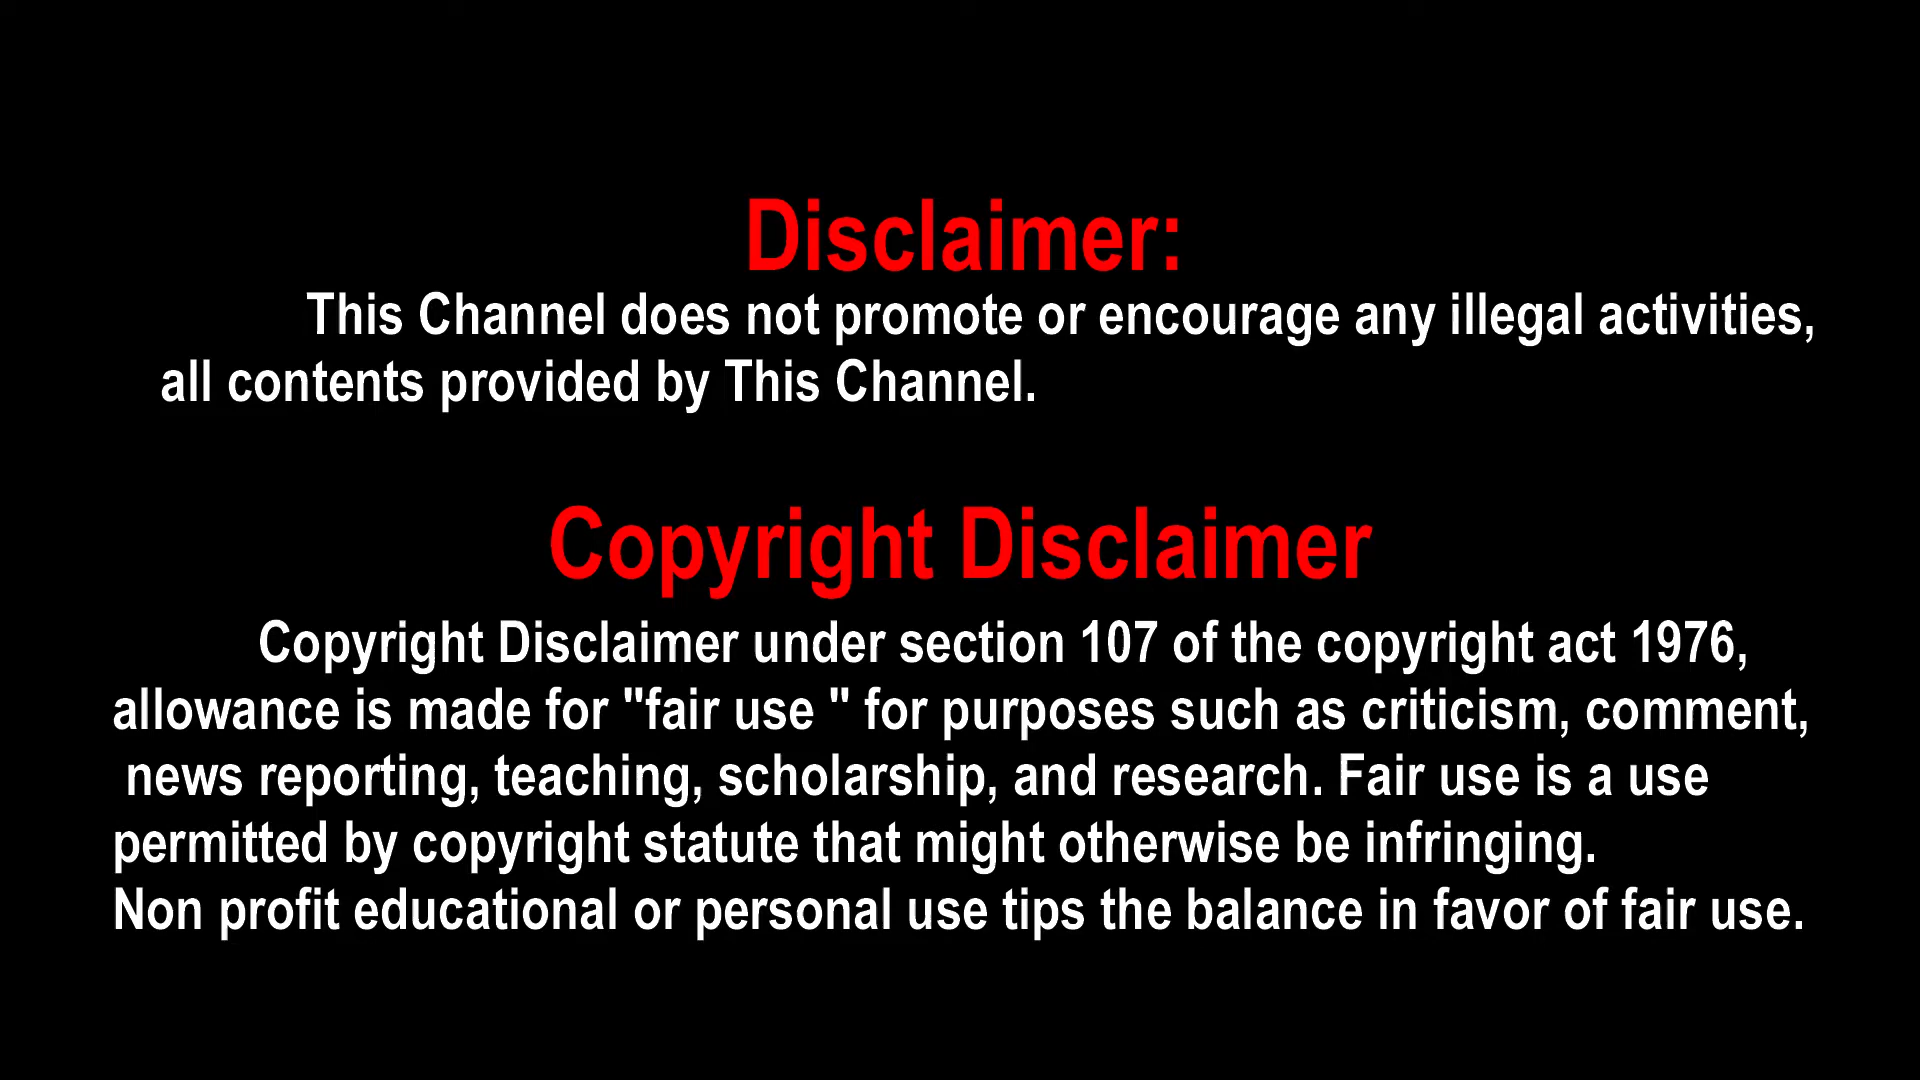 Disclaimer:
This Channel does not promote or encourage any illegal activities,
all contents provided by This Channel.
Copyright Disclaimer
Copyright Disclaimer under section 107 of the copyright act 1976,
allowance is made for "fair use " for purposes such as criticism, comment,
news reporting, teaching, scholarship, and research. Fair use is a use
permitted by copyright statute that might otherwise be infringing.
Non profit educational or personal use tips the balance in favor of fair use.